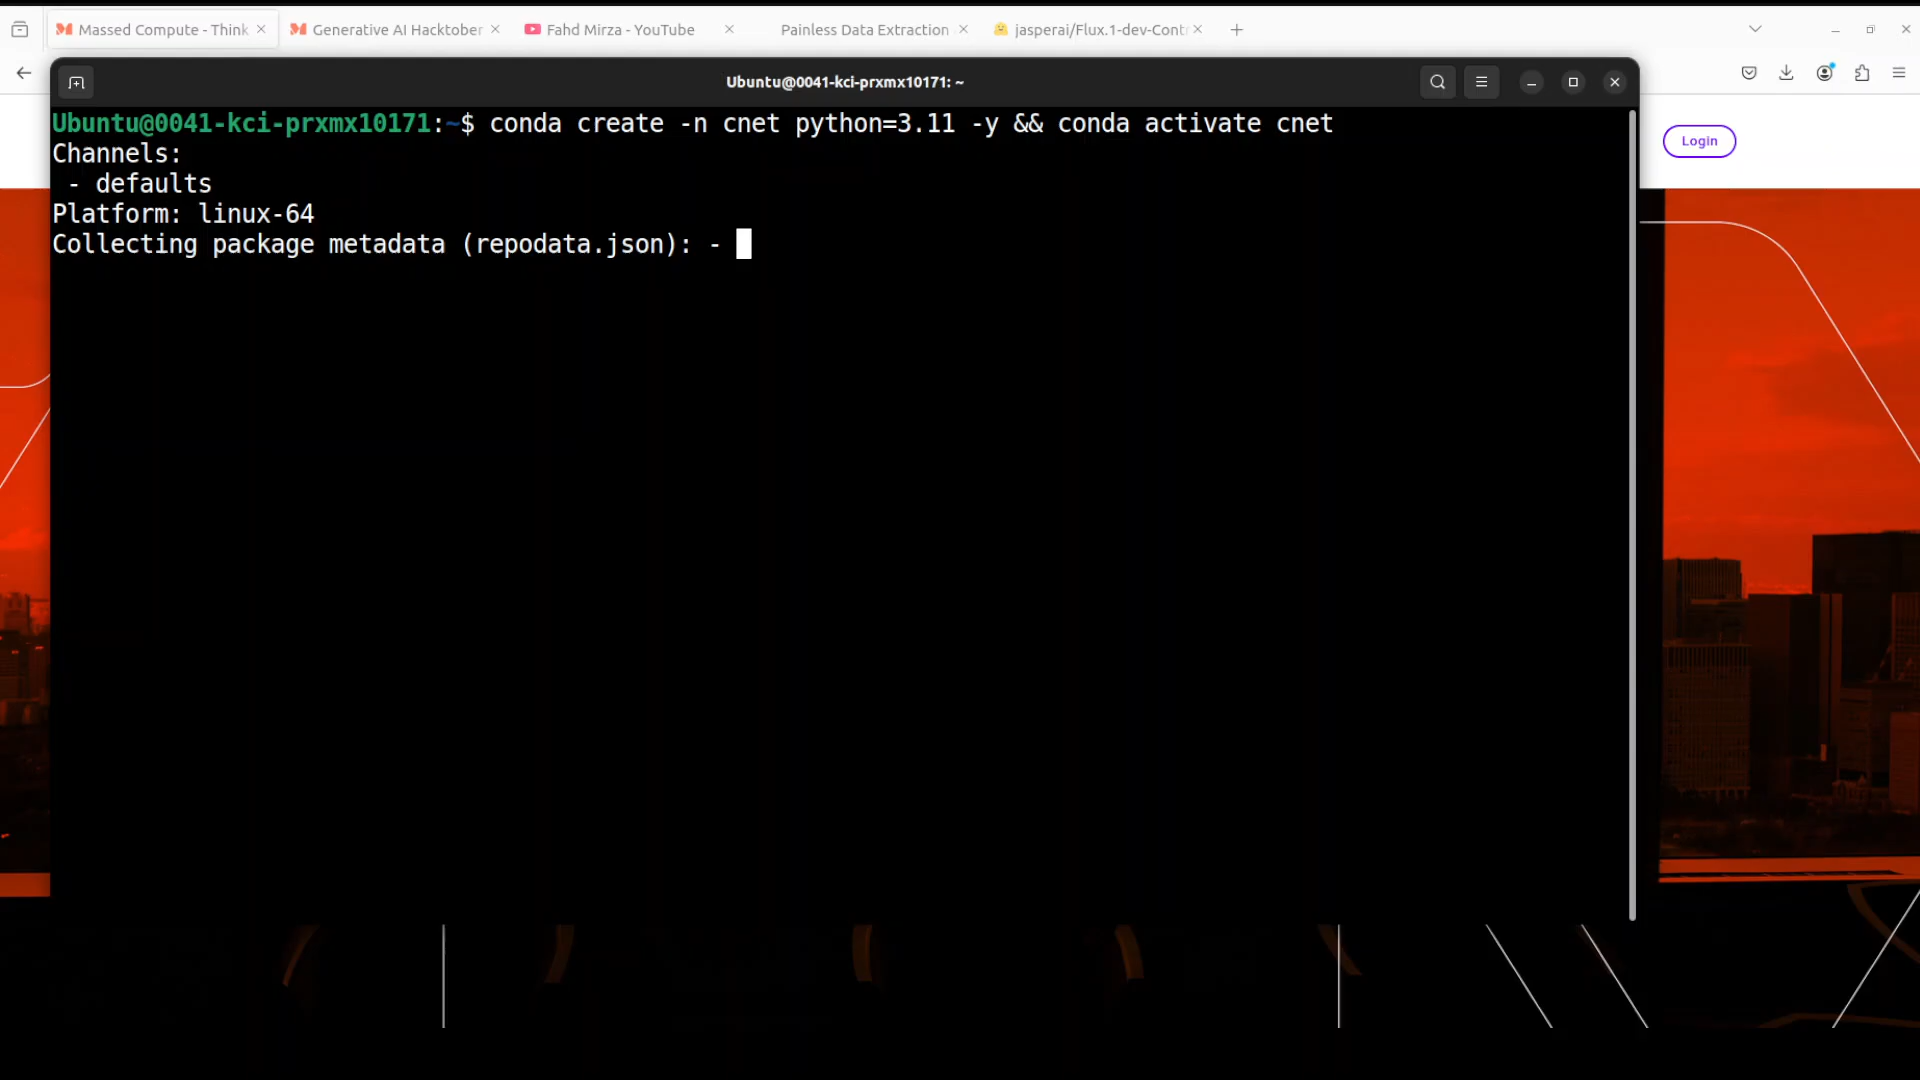 Massed Compute - Think
Generative AI Hacktober
Fahd Mirza - YouTube
Painless Data Extraction
jasperai/Flux.1-dev-Contr
Ubuntu@0041-kci-prxmx10171: ~
Login
Ubuntu@0041-kci-prxmx10171:~$ conda create -n cnet python=3.11 -y && conda activate cnet
Channels:
- defaults
Platform: linux-64
Collecting package metadata (repodata.json): -